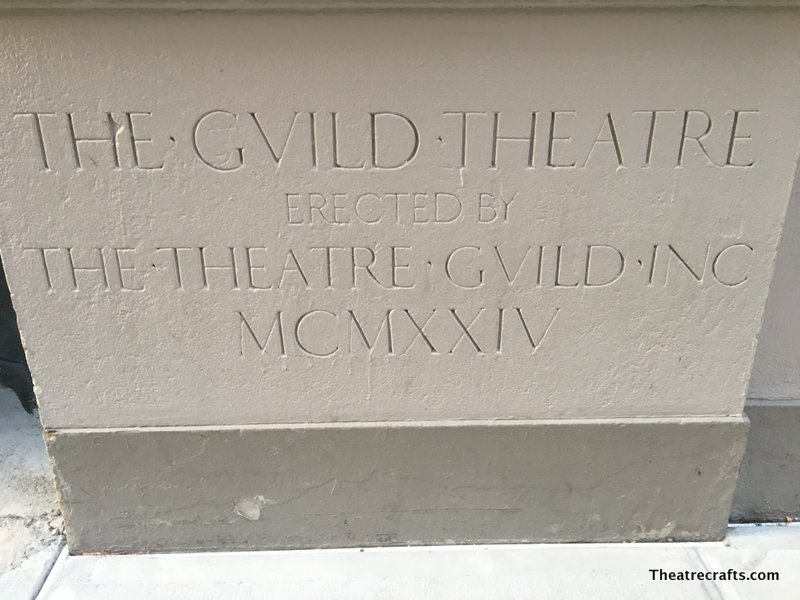 THE · GVILD · THEATRE
ERECTED BY
THE · THEATRE · GVILD · INC
MCMXXIV
Theatrecrafts.com